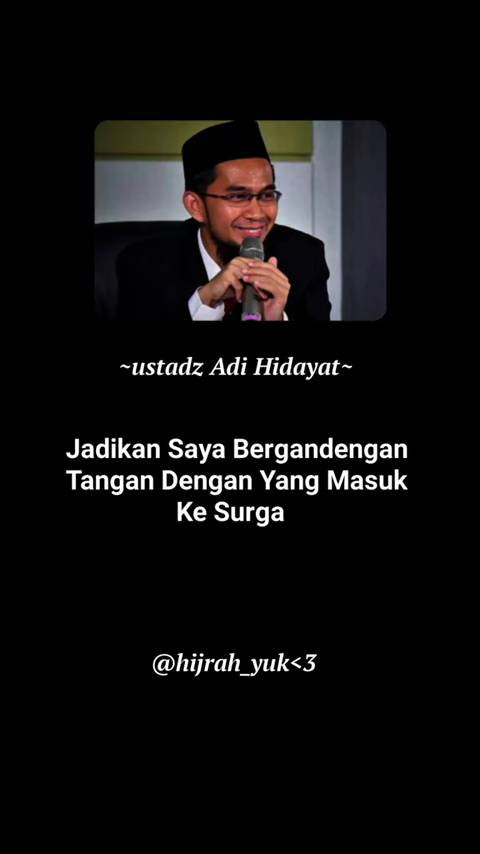 ~ustadz Adi Hidayat~
Jadikan Saya Bergandengan
Tangan Dengan Yang Masuk
Ke Surga
@hijrah_yuk<3